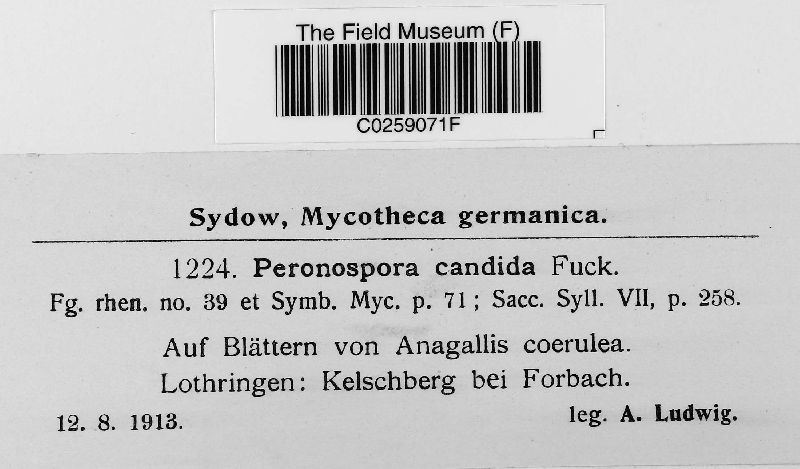 The Field Museum (F)
C0259071F
Sydow, Mycotheca germanica.
1224. Peronospora candida Fuck.
Fg. rhen. no. 39 et Symb. Myc. p. 71; Sacc. Syll. VII, p. 258.
Auf Blättern von Anagallis coerulea.
Lothringen: Kelschberg bei Forbach.
12. 8. 1913. leg. A. Ludwig.